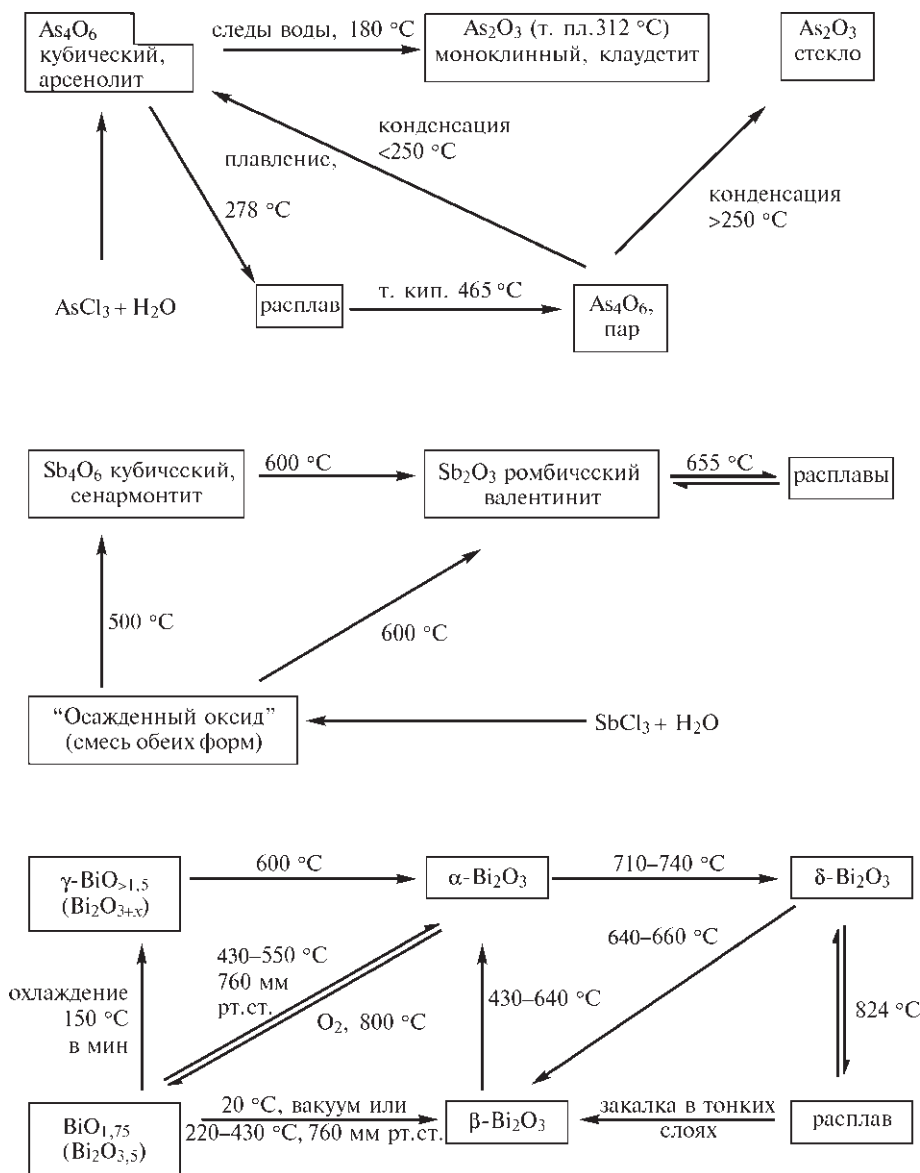 As₄O₆
кубический,
арсенолит
следы воды, 180 °C
As₂O₃ (т. пл.312 °C)
моноклинный, клаудетит
As₂O₃
стекло
плавление,
278 °C
конденсация
<250 °C
конденсация
>250 °C
AsCl₃ + H₂O
расплав
т. кип. 465 °C
As₄O₆,
пар
Sb₄O₆ кубический,
сенармонтит
600 °C
Sb₂O₃ ромбический
валентинит
655 °C
расплавы
500 °C
600 °C
“Осажденный оксид”
(смесь обеих форм)
SbCl₃ + H₂O
γ-BiO>₁,₅
(Bi₂O₃₊ₓ)
600 °C
α-Bi₂O₃
710–740 °C
δ-Bi₂O₃
охлаждение
150 °C
в мин
430–550 °C
760 мм
рт.ст.
O₂, 800 °C
430–640 °C
640–660 °C
824 °C
BiO₁,₇₅
(Bi₂O₃,₅)
20 °C, вакуум или
220–430 °C, 760 мм рт.ст.
β-Bi₂O₃
закалка в тонких
слоях
расплав